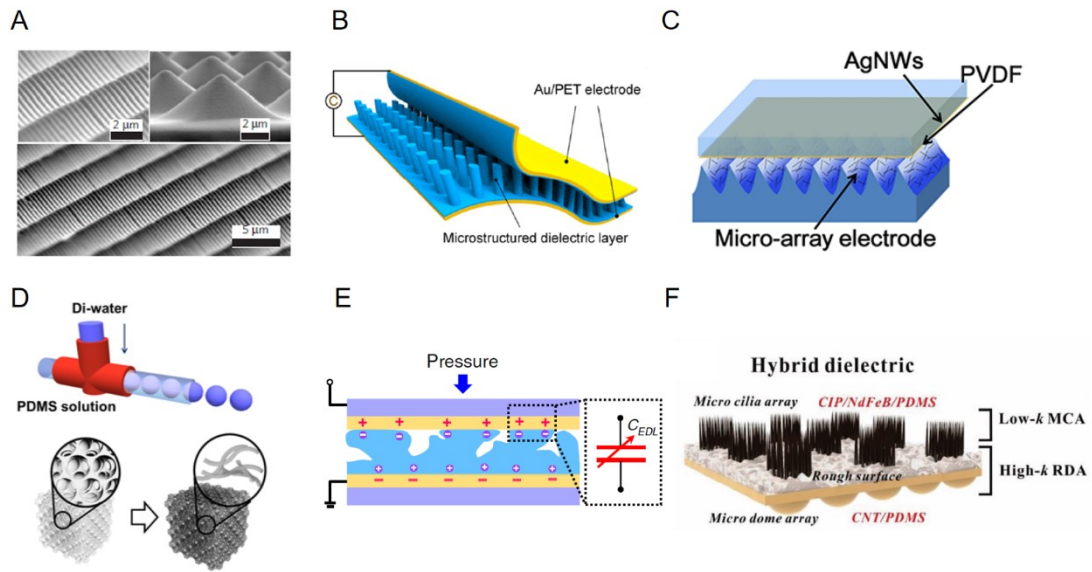 A
2 μm
2 μm
5 μm
B
C
Au/PET electrode
Microstructured dielectric layer
C
AgNWs
PVDF
Micro-array electrode
D
Di-water
PDMS solution
E
Pressure
+ + + + + +
− − − − − −
C_EDL
+ + + + + +
− − − − − −
F
Hybrid dielectric
Micro cilia array
CIP/NdFeB/PDMS
Low-k MCA
Rough surface
High-k RDA
Micro dome array
CNT/PDMS